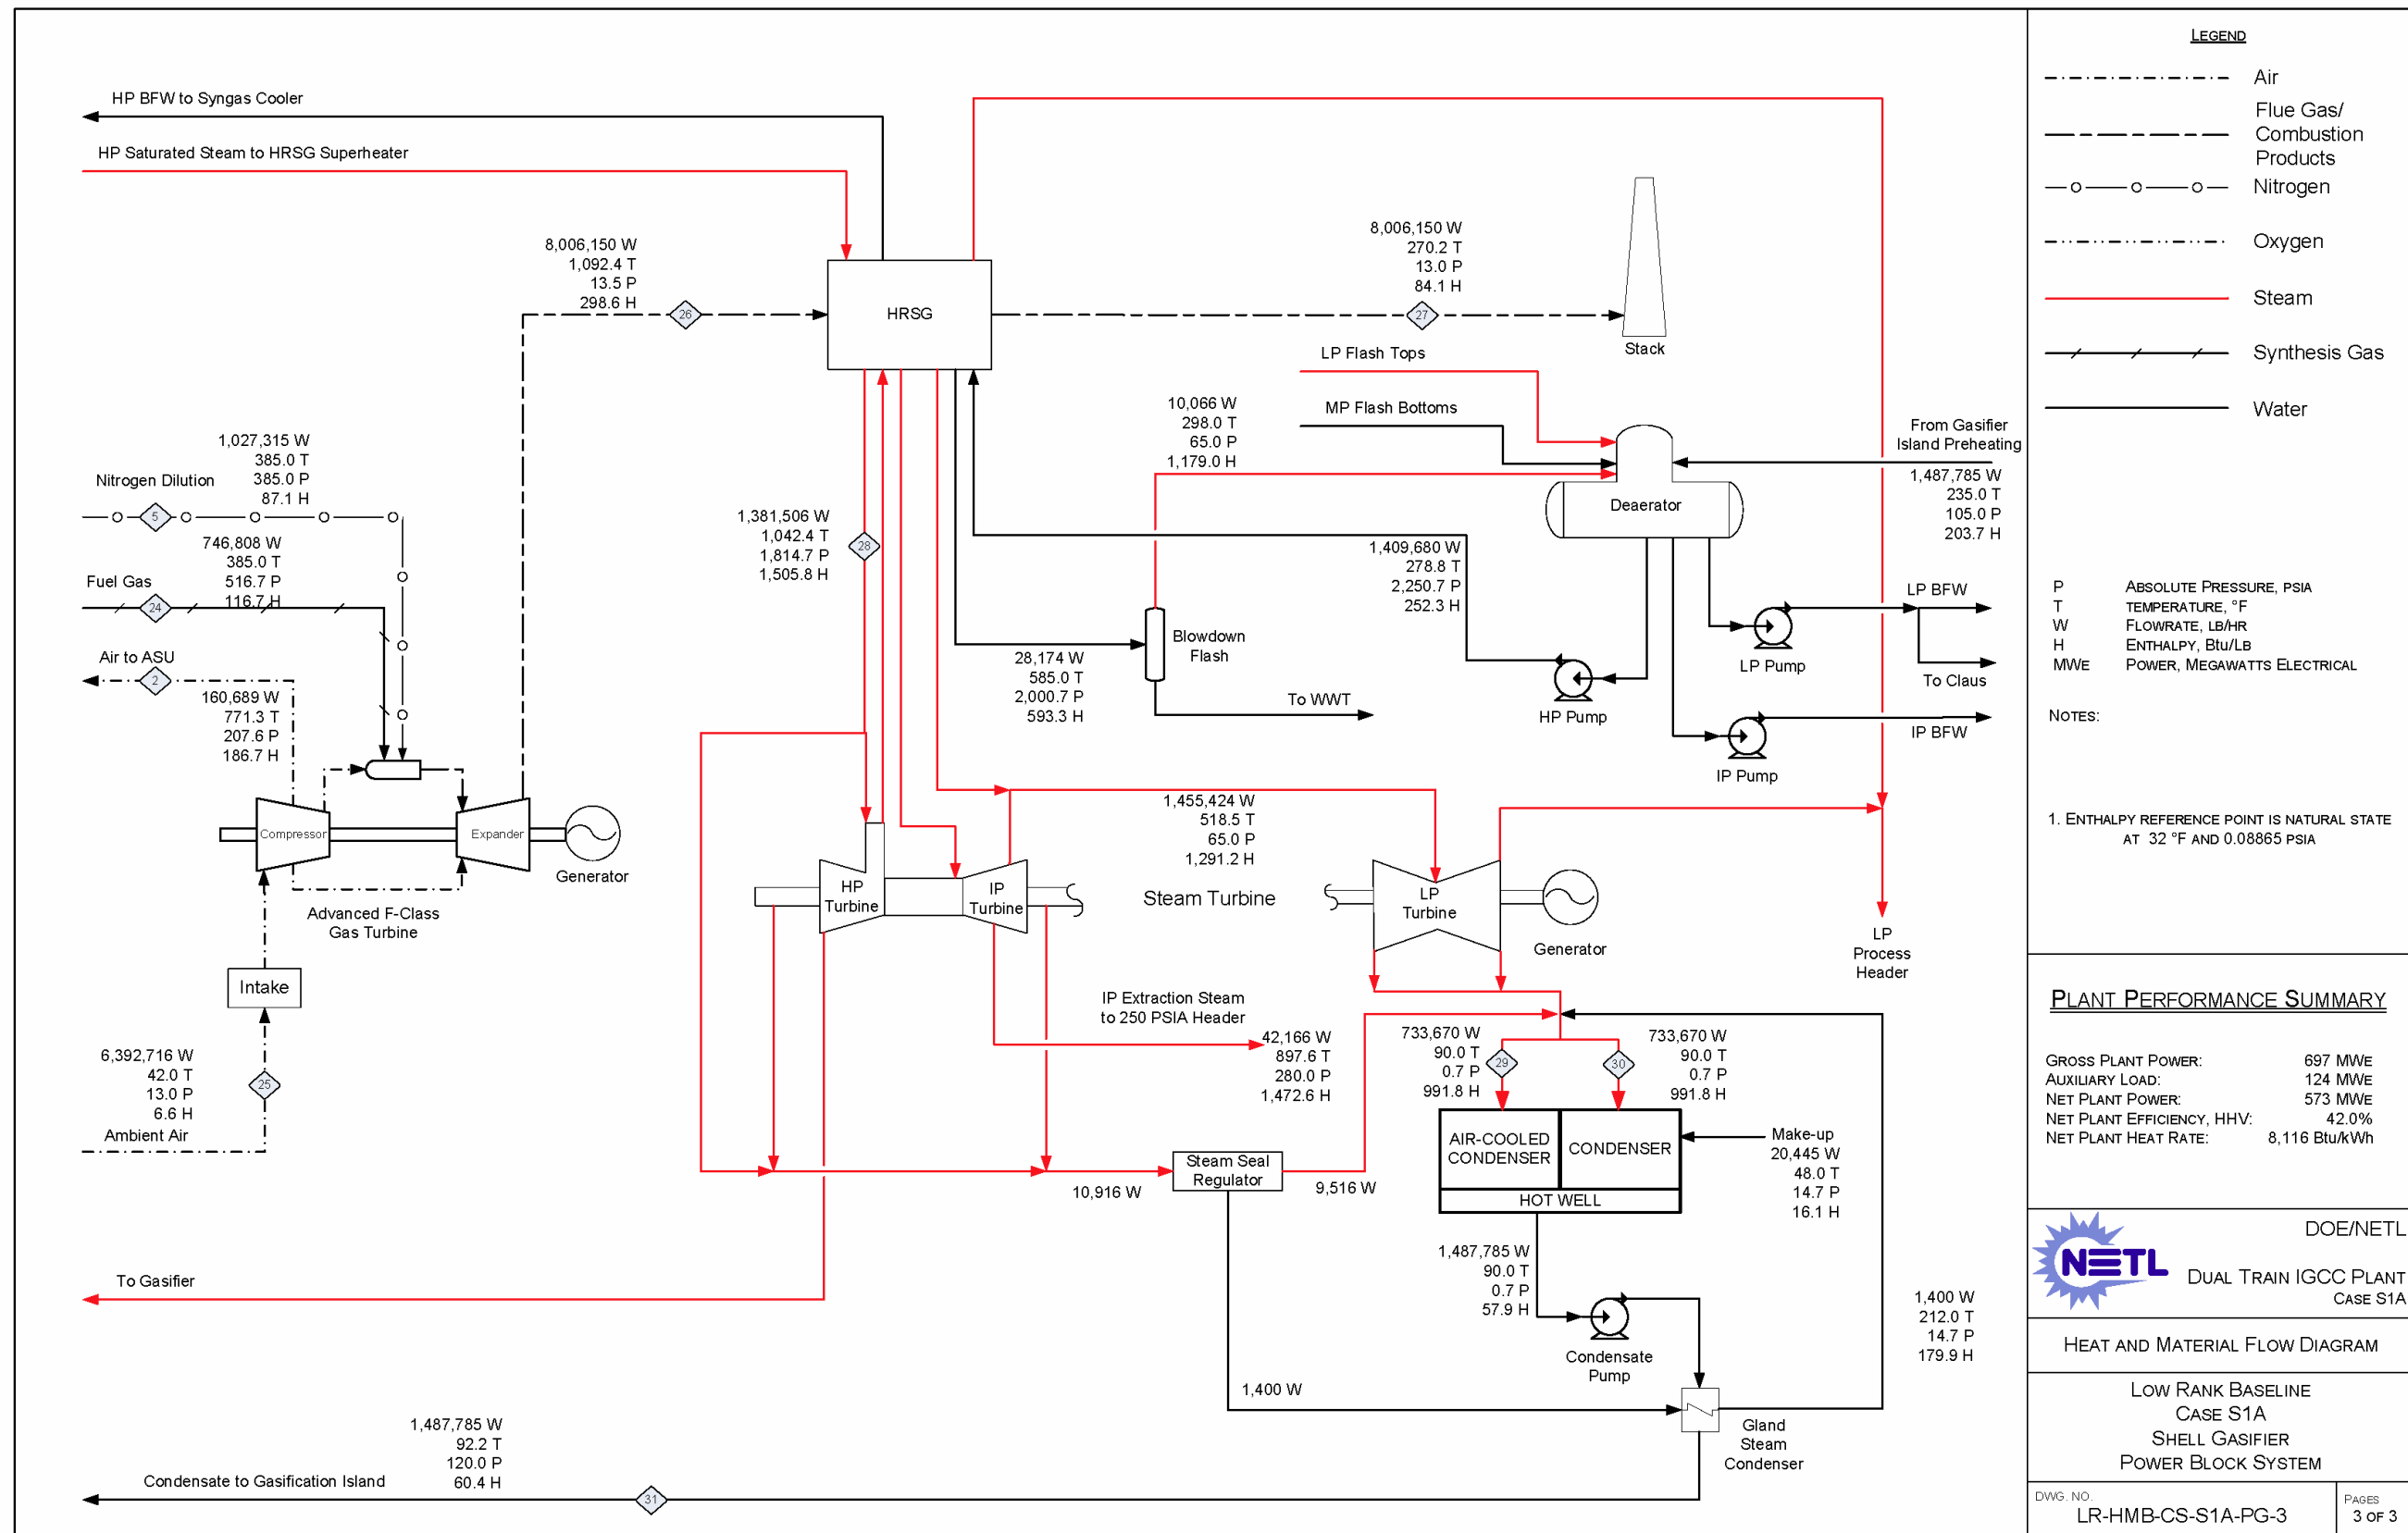 HP BFW to Syngas Cooler
HP Saturated Steam to HRSG Superheater
8,006,150 W
1,092.4 T
13.5 P
298.6 H
26
HRSG
8,006,150 W
270.2 T
13.0 P
84.1 H
27
Stack
LP Flash Tops
MP Flash Bottoms
10,066 W
298.0 T
65.0 P
1,179.0 H
From Gasifier
Island Preheating
1,487,785 W
235.0 T
105.0 P
203.7 H
Deaerator
1,027,315 W
385.0 T
385.0 P
87.1 H
Nitrogen Dilution
5
746,808 W
385.0 T
516.7 P
116.7 H
Fuel Gas
24
Air to ASU
2
160,689 W
771.3 T
207.6 P
186.7 H
1,381,506 W
1,042.4 T
1,814.7 P
1,505.8 H
28
1,409,680 W
278.8 T
2,250.7 P
252.3 H
Blowdown
Flash
28,174 W
585.0 T
2,000.7 P
593.3 H
To WWT
HP Pump
LP Pump
LP BFW
To Claus
IP BFW
IP Pump
Compressor
Expander
Generator
Advanced F-Class
Gas Turbine
Intake
6,392,716 W
42.0 T
13.0 P
6.6 H
25
Ambient Air
HP
Turbine
IP
Turbine
1,455,424 W
518.5 T
65.0 P
1,291.2 H
Steam Turbine
LP
Turbine
Generator
LP
Process
Header
IP Extraction Steam
to 250 PSIA Header
42,166 W
897.6 T
280.0 P
1,472.6 H
733,670 W
90.0 T
0.7 P
991.8 H
29
30
733,670 W
90.0 T
0.7 P
991.8 H
AIR-COOLED
CONDENSER
CONDENSER
HOT WELL
Make-up
20,445 W
48.0 T
14.7 P
16.1 H
Steam Seal
Regulator
10,916 W
9,516 W
1,487,785 W
90.0 T
0.7 P
57.9 H
Condensate
Pump
1,400 W
212.0 T
14.7 P
179.9 H
1,400 W
Gland
Steam
Condenser
To Gasifier
1,487,785 W
92.2 T
120.0 P
60.4 H
Condensate to Gasification Island
31
LEGEND
Air
Flue Gas/
Combustion
Products
Nitrogen
Oxygen
Steam
Synthesis Gas
Water
P ABSOLUTE PRESSURE, PSIA
T TEMPERATURE, °F
W FLOWRATE, LB/HR
H ENTHALPY, Btu/LB
MWE POWER, MEGAWATTS ELECTRICAL
NOTES:
1. ENTHALPY REFERENCE POINT IS NATURAL STATE
AT 32 °F AND 0.08865 PSIA
PLANT PERFORMANCE SUMMARY
GROSS PLANT POWER: 697 MWE
AUXILIARY LOAD: 124 MWE
NET PLANT POWER: 573 MWE
NET PLANT EFFICIENCY, HHV: 42.0%
NET PLANT HEAT RATE: 8,116 Btu/kWh
NETL
DOE/NETL
DUAL TRAIN IGCC PLANT
CASE S1A
HEAT AND MATERIAL FLOW DIAGRAM
LOW RANK BASELINE
CASE S1A
SHELL GASIFIER
POWER BLOCK SYSTEM
DWG. NO.
LR-HMB-CS-S1A-PG-3
PAGES
3 OF 3